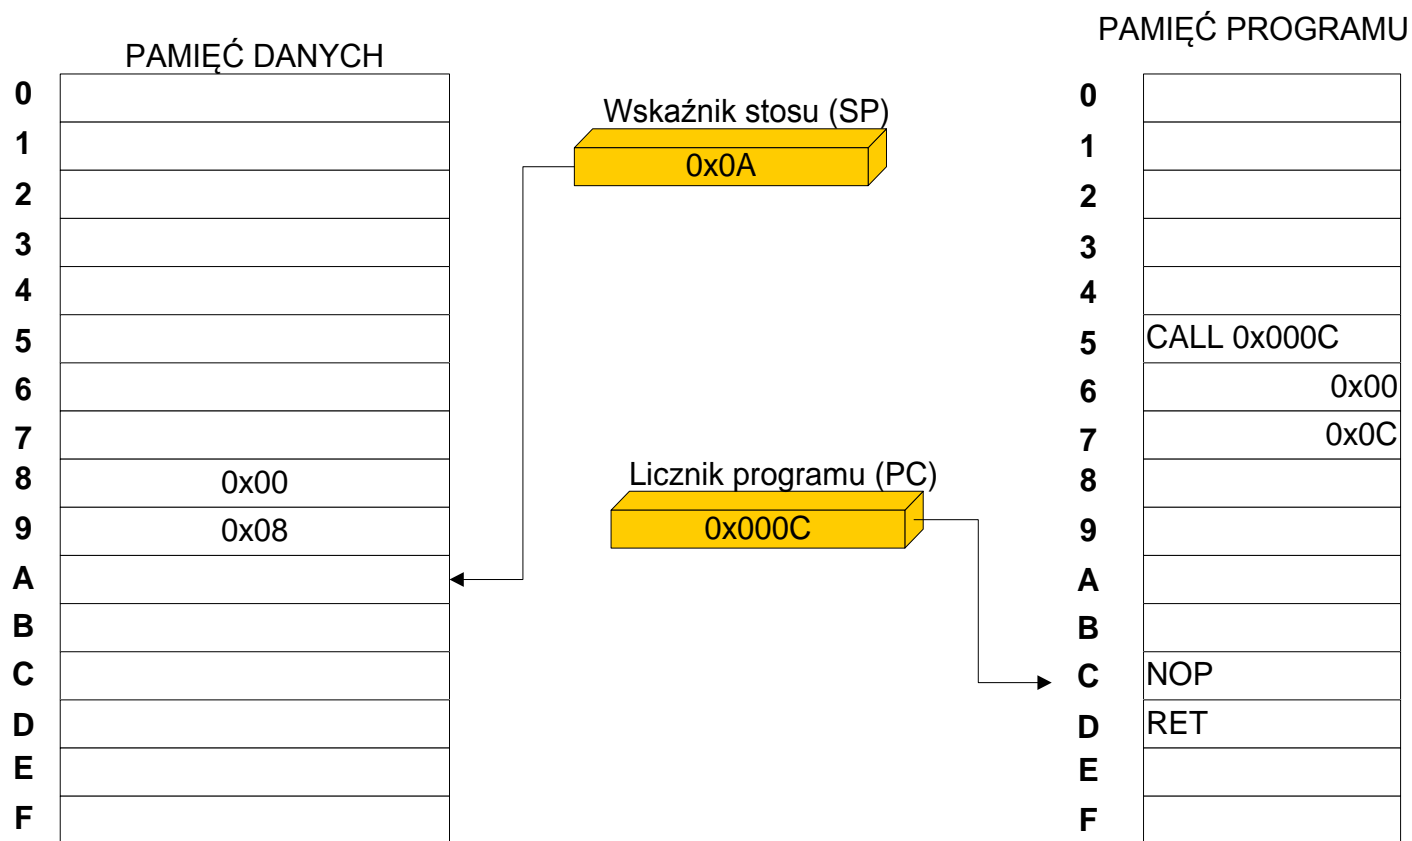 PAMIĘĆ PROGRAMU
PAMIĘĆ DANYCH
Wskaźnik stosu (SP)
0x0A
Licznik programu (PC)
0x000C
0
1
2
3
4
5
6
7
8 0x00
9 0x08
A
B
C
D
E
F
0
1
2
3
4
5 CALL 0x000C
6 0x00
7 0x0C
8
9
A
B
C NOP
D RET
E
F